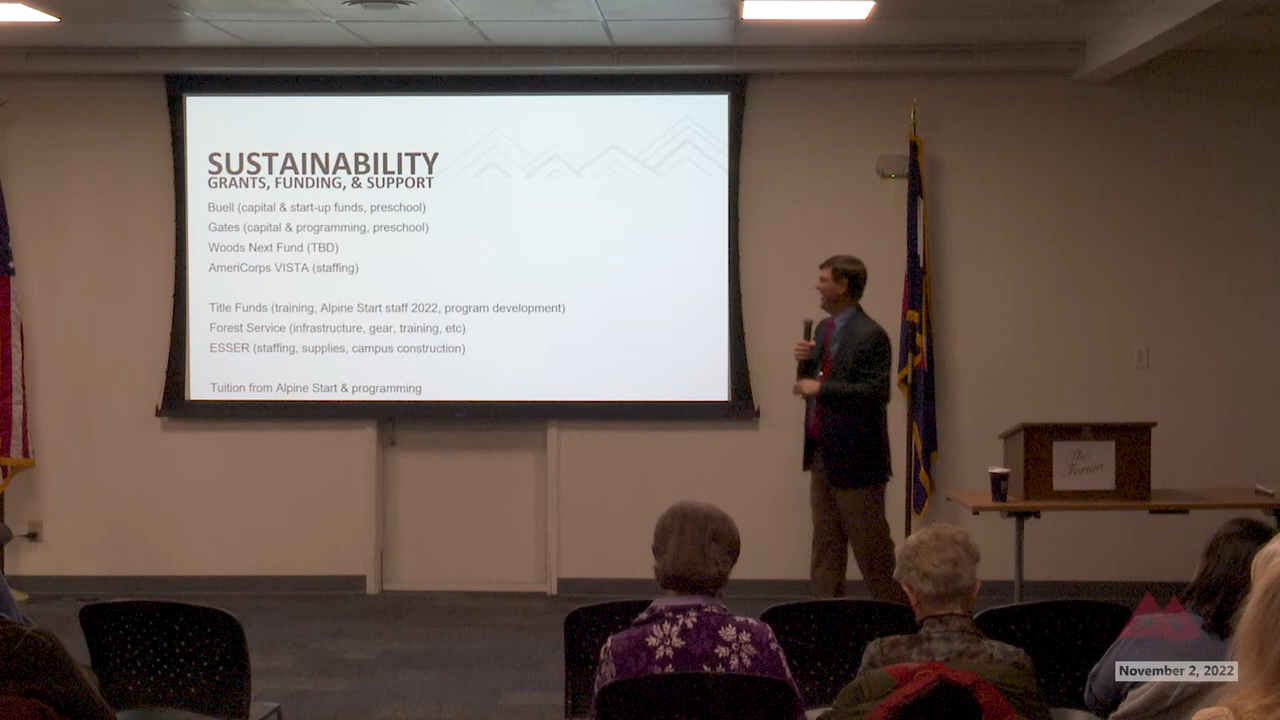 SUSTAINABILITY
GRANTS, FUNDING, & SUPPORT
Buell (capital & start-up funds, preschool)
Gates (capital & programming, preschool)
Woods Next Fund (TBD)
AmeriCorps VISTA (staffing)
Title Funds (training, Alpine Start staff 2022, program development)
Forest Service (infrastructure, gear, training, etc)
ESSER (staffing, supplies, campus construction)
Tuition from Alpine Start & programming
The
Forum
November 2, 2022